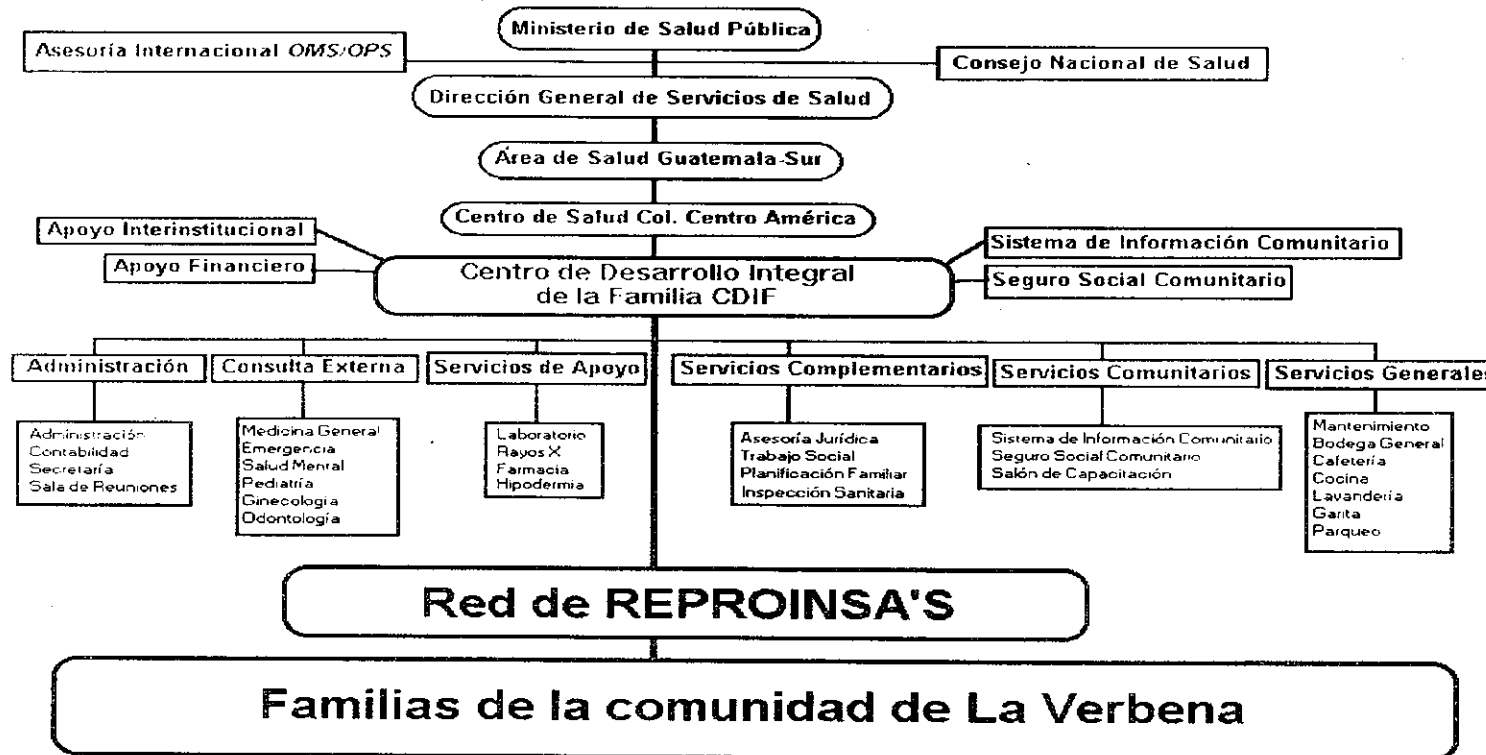 Ministerio de Salud Pública
Asesoría Internacional OMS/OPS
Consejo Nacional de Salud
Dirección General de Servicios de Salud
Área de Salud Guatemala-Sur
Centro de Salud Col. Centro América
Apoyo Interinstitucional
Apoyo Financiero
Sistema de Información Comunitario
Seguro Social Comunitario
Centro de Desarrollo Integral
de la Familia CDIF
Administración
Consulta Externa
Servicios de Apoyo
Servicios Complementarios
Servicios Comunitarios
Servicios Generales
Administración
Contabilidad
Secretaría
Sala de Reuniones
Medicina General
Emergencia
Salud Mental
Pediatría
Ginecología
Odontología
Laboratorio
Rayos X
Farmacia
Hipodermia
Asesoría Jurídica
Trabajo Social
Planificación Familiar
Inspección Sanitaria
Sistema de Información Comunitario
Seguro Social Comunitario
Salón de Capacitación
Mantenimiento
Bodega General
Cafetería
Cocina
Lavandería
Garita
Parqueo
Red de REPROINSA'S
Familias de la comunidad de La Verbena